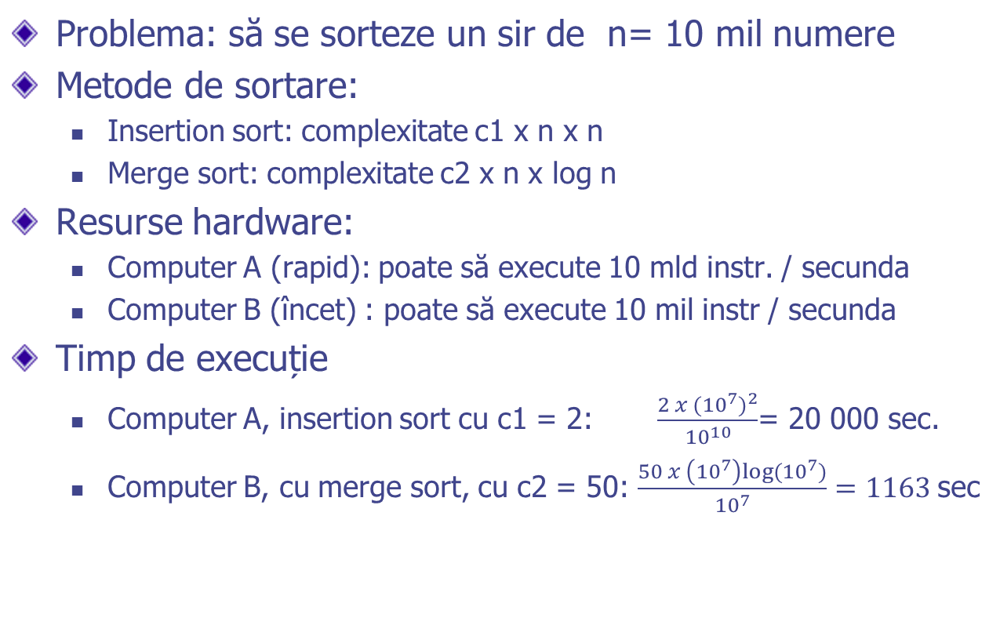 Problema: să se sorteze un sir de n= 10 mil numere
Metode de sortare:
Insertion sort: complexitate c1 x n x n
Merge sort: complexitate c2 x n x log n
Resurse hardware:
Computer A (rapid): poate să execute 10 mld instr. / secunda
Computer B (încet) : poate să execute 10 mil instr / secunda
Timp de execuție
Computer A, insertion sort cu c1 = 2: \frac{2 x (10^7)^2}{10^{10}}= 20 000 sec.
Computer B, cu merge sort, cu c2 = 50: \frac{50 x (10^7)log(10^7)}{10^7} = 1163 sec